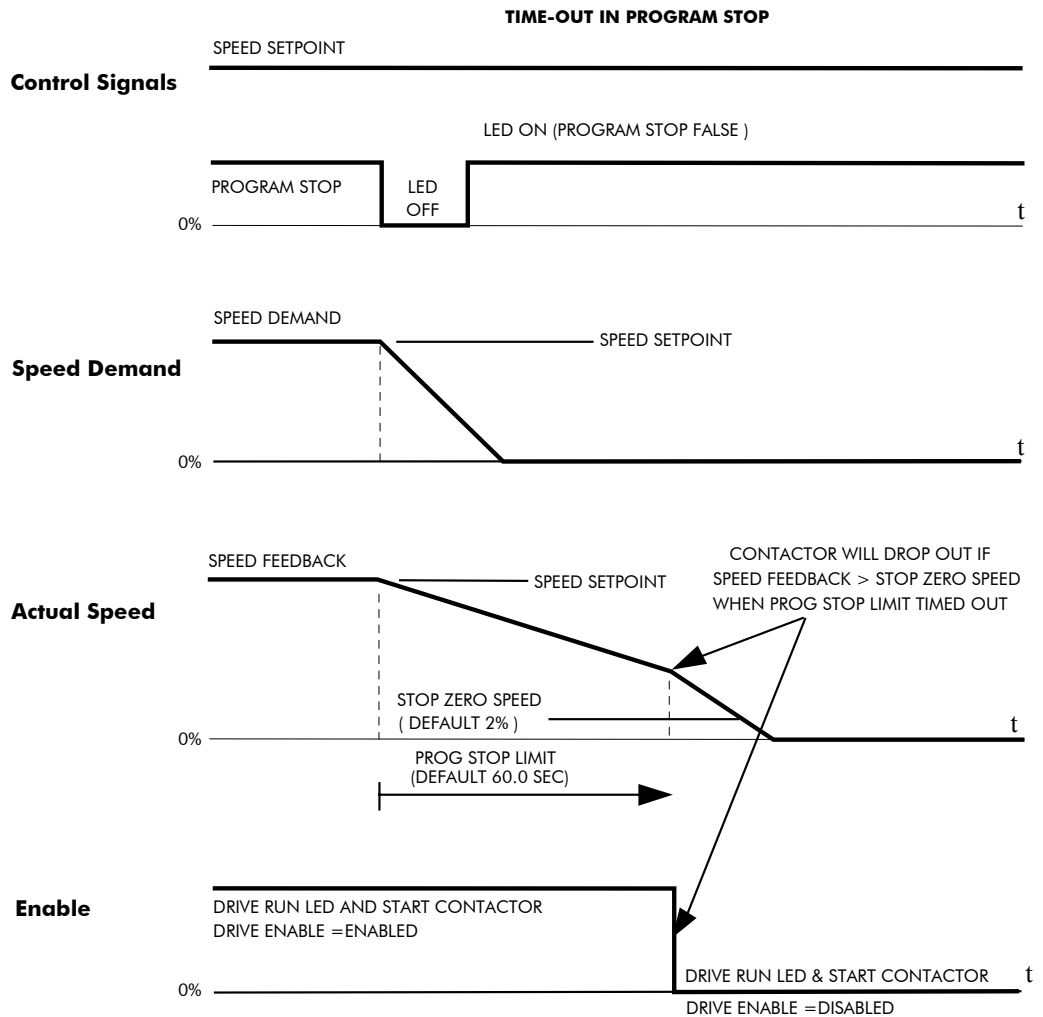 TIME-OUT IN PROGRAM STOP
SPEED SETPOINT
Control Signals
LED ON (PROGRAM STOP FALSE )
PROGRAM STOP
LED
OFF
t
0%
SPEED DEMAND
SPEED SETPOINT
Speed Demand
t
0%
CONTACTOR WILL DROP OUT IF
SPEED FEEDBACK > STOP ZERO SPEED
WHEN PROG STOP LIMIT TIMED OUT
SPEED FEEDBACK
SPEED SETPOINT
Actual Speed
STOP ZERO SPEED
( DEFAULT 2% )
t
0%
PROG STOP LIMIT
(DEFAULT 60.0 SEC)
Enable
DRIVE RUN LED AND START CONTACTOR
DRIVE ENABLE =ENABLED
DRIVE RUN LED & START CONTACTOR
t
0%
DRIVE ENABLE =DISABLED